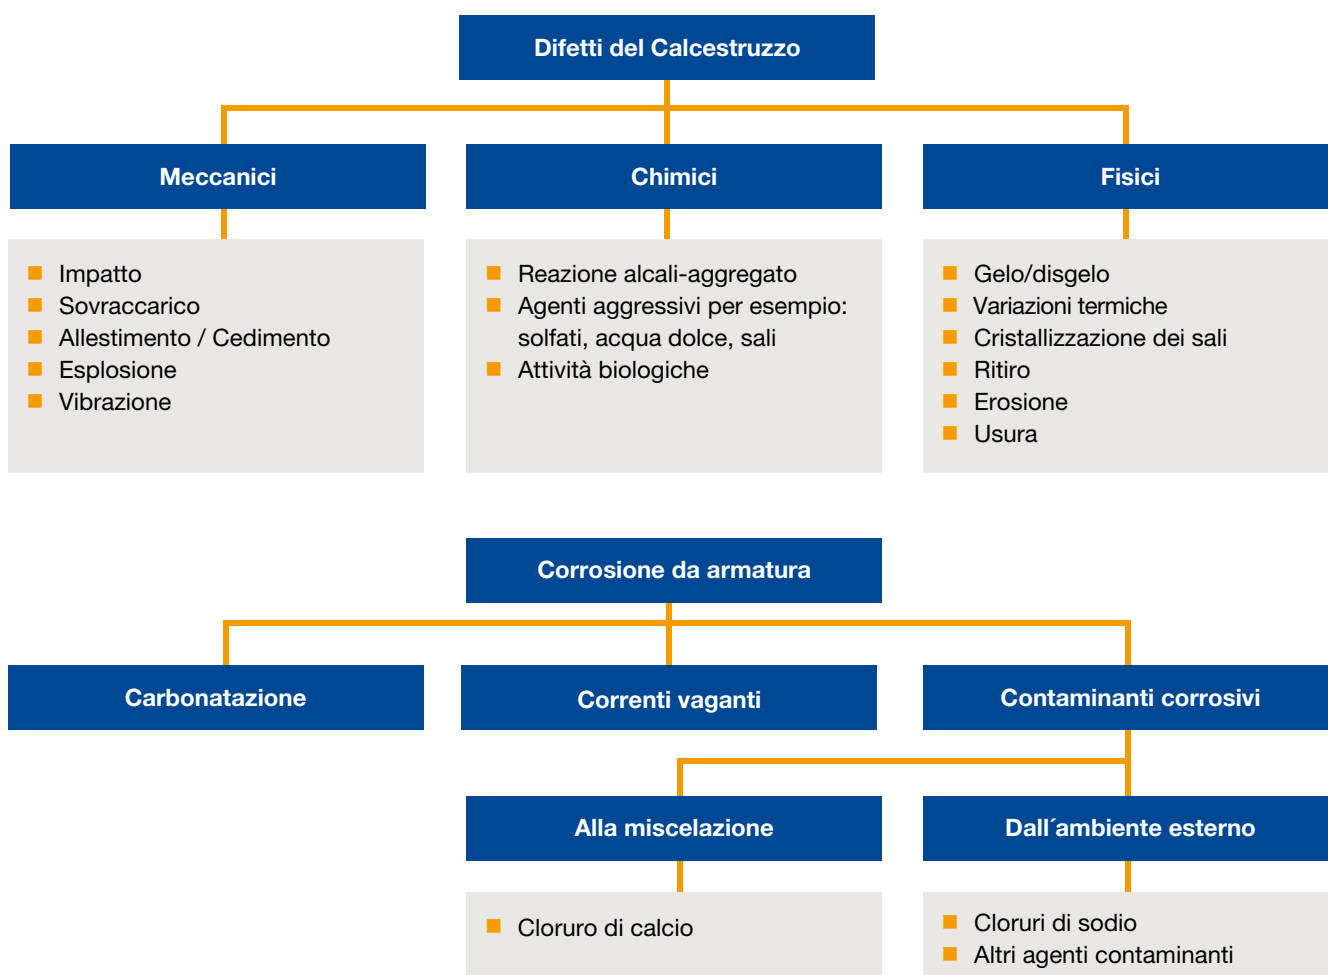 Difetti del Calcestruzzo
Meccanici
Impatto
Sovraccarico
Allestimento / Cedimento
Esplosione
Vibrazione
Chimici
Reazione alcali-aggregato
Agenti aggressivi per esempio:
solfati, acqua dolce, sali
Attività biologiche
Fisici
Gelo/disgelo
Variazioni termiche
Cristallizzazione dei sali
Ritiro
Erosione
Usura
Corrosione da armatura
Carbonatazione
Correnti vaganti
Contaminanti corrosivi
Alla miscelazione
Cloruro di calcio
Dall´ambiente esterno
Cloruri di sodio
Altri agenti contaminanti